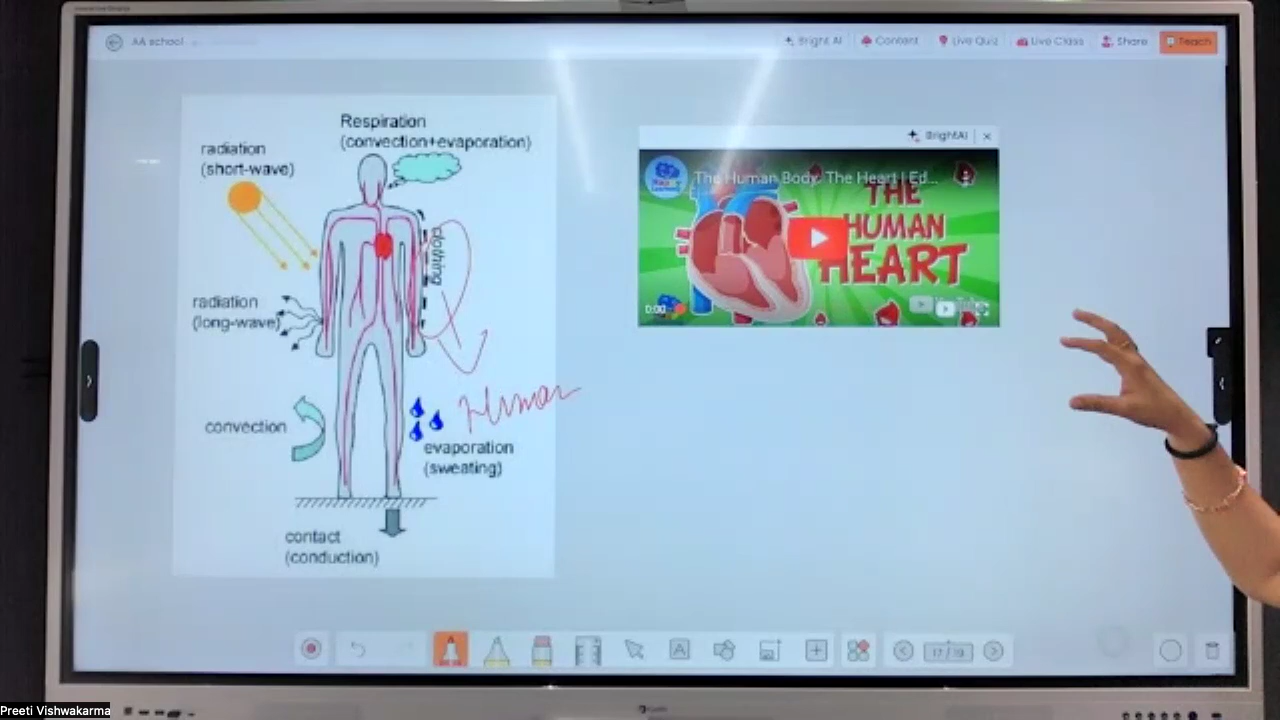 AA school
Bright AI
Content
Live Quiz
Live Class
Share
Teach
Respiration
(convection+evaporation)
radiation
(short-wave)
clothing
radiation
(long-wave)
convection
Human
evaporation
(sweating)
contact
(conduction)
BrightAI
The Human Body: The Heart | Ed...
THE
HUMAN
HEART
0:00
A
17/19
Preeti Vishwakarma